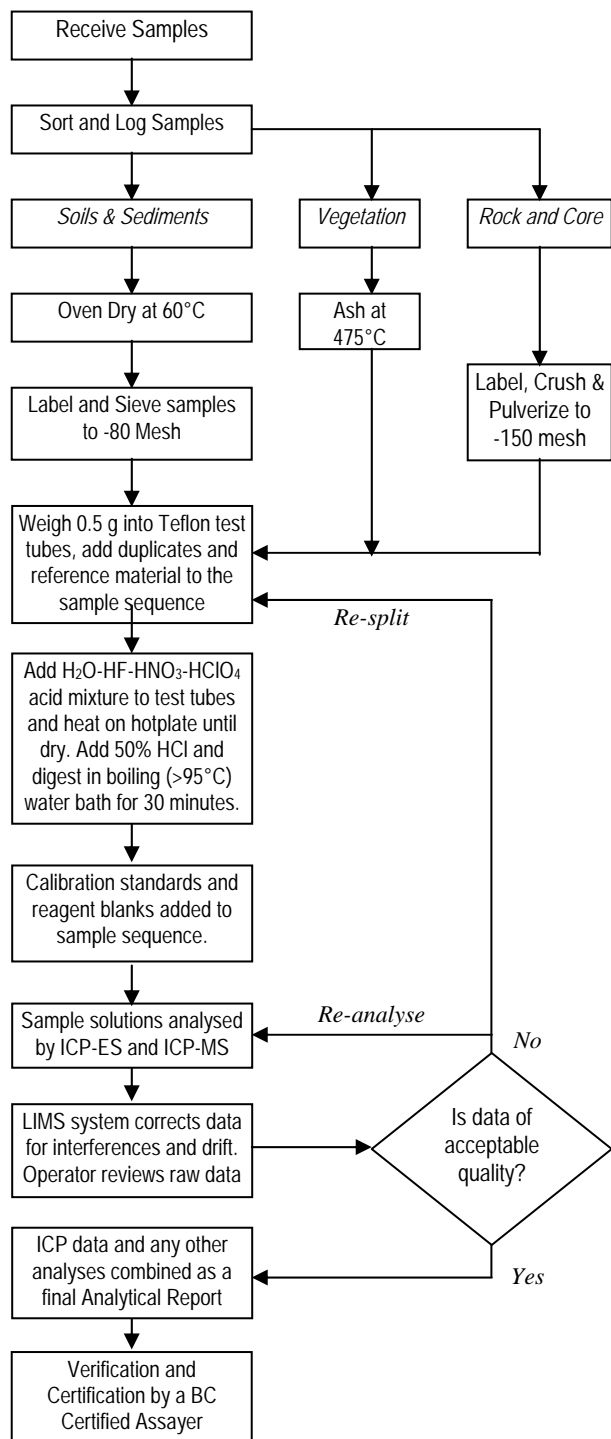 Receive Samples
Sort and Log Samples
Soils & Sediments
Vegetation
Rock and Core
Oven Dry at 60°C
Ash at
475°C
Label and Sieve samples
to -80 Mesh
Label, Crush &
Pulverize to
-150 mesh
Weigh 0.5 g into Teflon test
tubes, add duplicates and
reference material to the
sample sequence
Re-split
Add H₂O-HF-HNO₃-HClO₄
acid mixture to test tubes
and heat on hotplate until
dry. Add 50% HCl and
digest in boiling (>95°C)
water bath for 30 minutes.
Calibration standards and
reagent blanks added to
sample sequence.
Sample solutions analysed
by ICP-ES and ICP-MS
Re-analyse
No
LIMS system corrects data
for interferences and drift.
Operator reviews raw data
Is data of
acceptable
quality?
Yes
ICP data and any other
analyses combined as a
final Analytical Report
Verification and
Certification by a BC
Certified Assayer